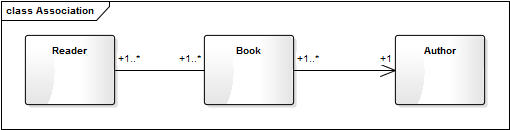 class Association
Reader +1..* +1..* Book +1..* +1 Author